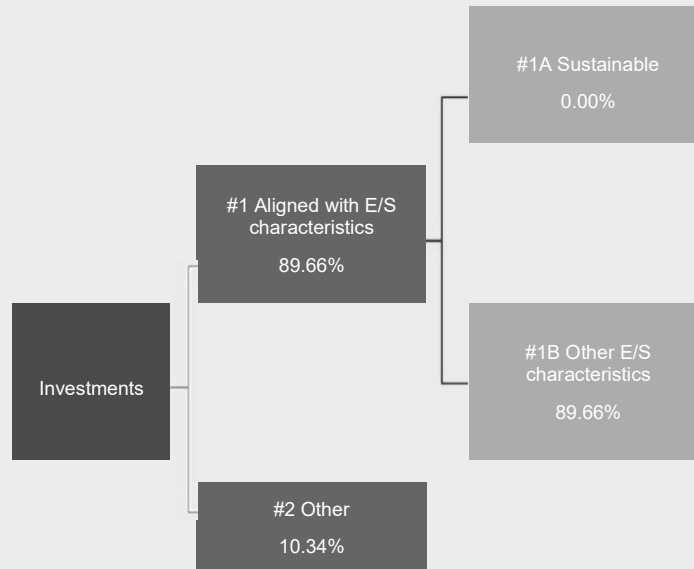 #1A Sustainable
0.00%
#1 Aligned with E/S
characteristics
89.66%
Investments
#1B Other E/S
characteristics
89.66%
#2 Other
10.34%